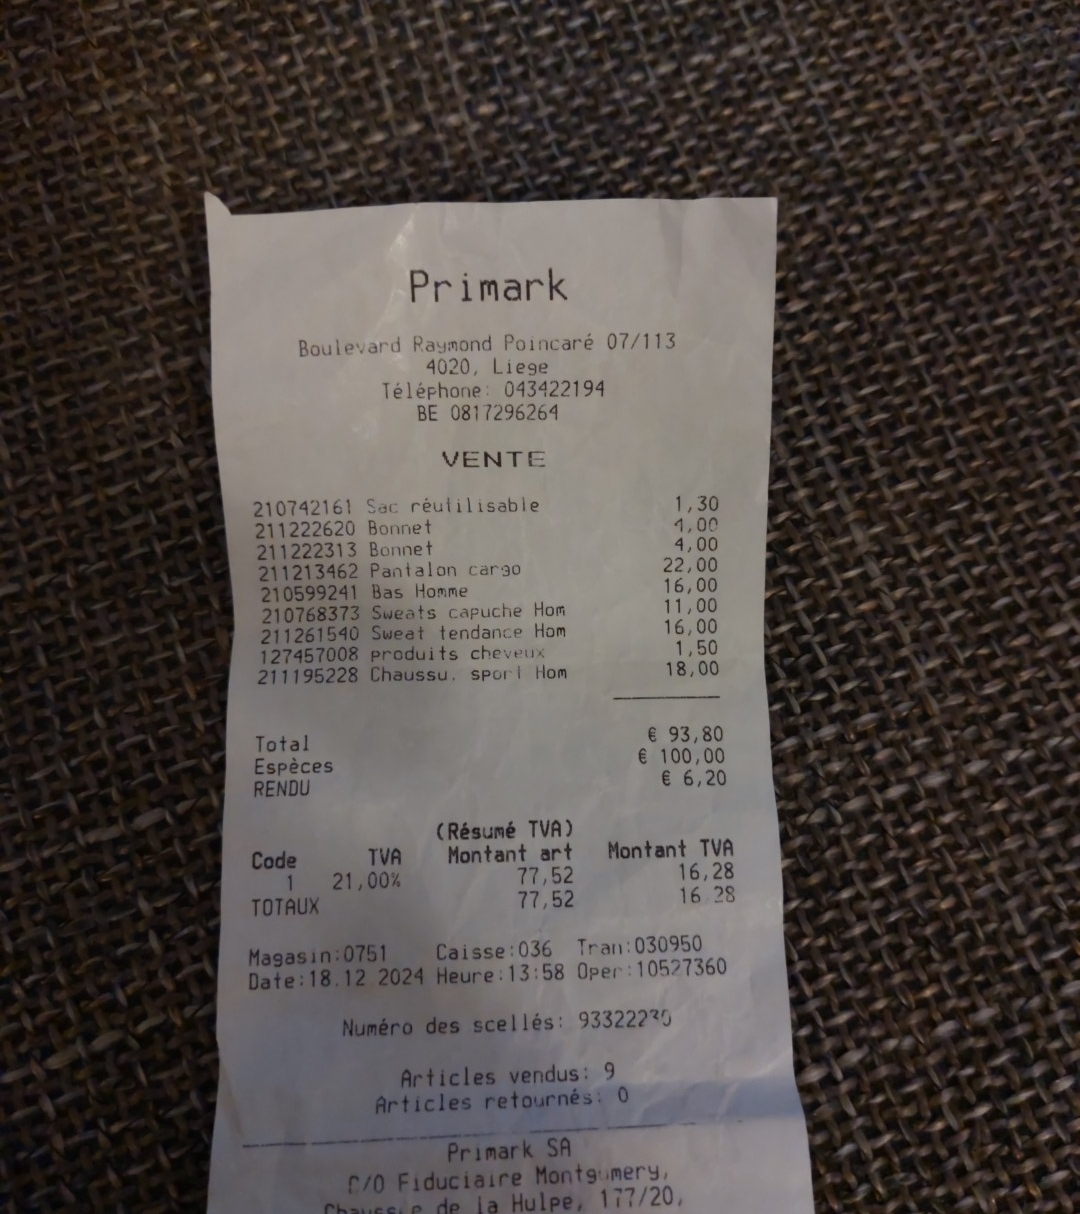 Primark
Boulevard Raymond Poincaré 07/113
4020, Liege
Téléphone: 043422194
BE 0817296264
VENTE
210742161 Sac réutilisable 1,30
211222620 Bonnet 4,00
211222313 Bonnet 4,00
211213462 Pantalon cargo 22,00
210599241 Bas Homme 16,00
210768373 Sweats capuche Hom 11,00
211261540 Sweat tendance Hom 16,00
127457008 produits cheveux 1,50
211195228 Chaussu. sport Hom 18,00
Total € 93,80
Espèces € 100,00
RENDU € 6,20
(Résumé TVA)
Code TVA Montant art Montant TVA
1 21,00% 77,52 16,28
TOTAUX 77,52 16 28
Magasin:0751 Caisse:036 Tran:030950
Date:18.12 2024 Heure:13:58 Oper:10527360
Numéro des scellés:
Articles vendus: 9
Articles retournés: 0
Primark SA
C/O Fiduciaire Montgomery,
Chaussée de la Hulpe, 177/20,